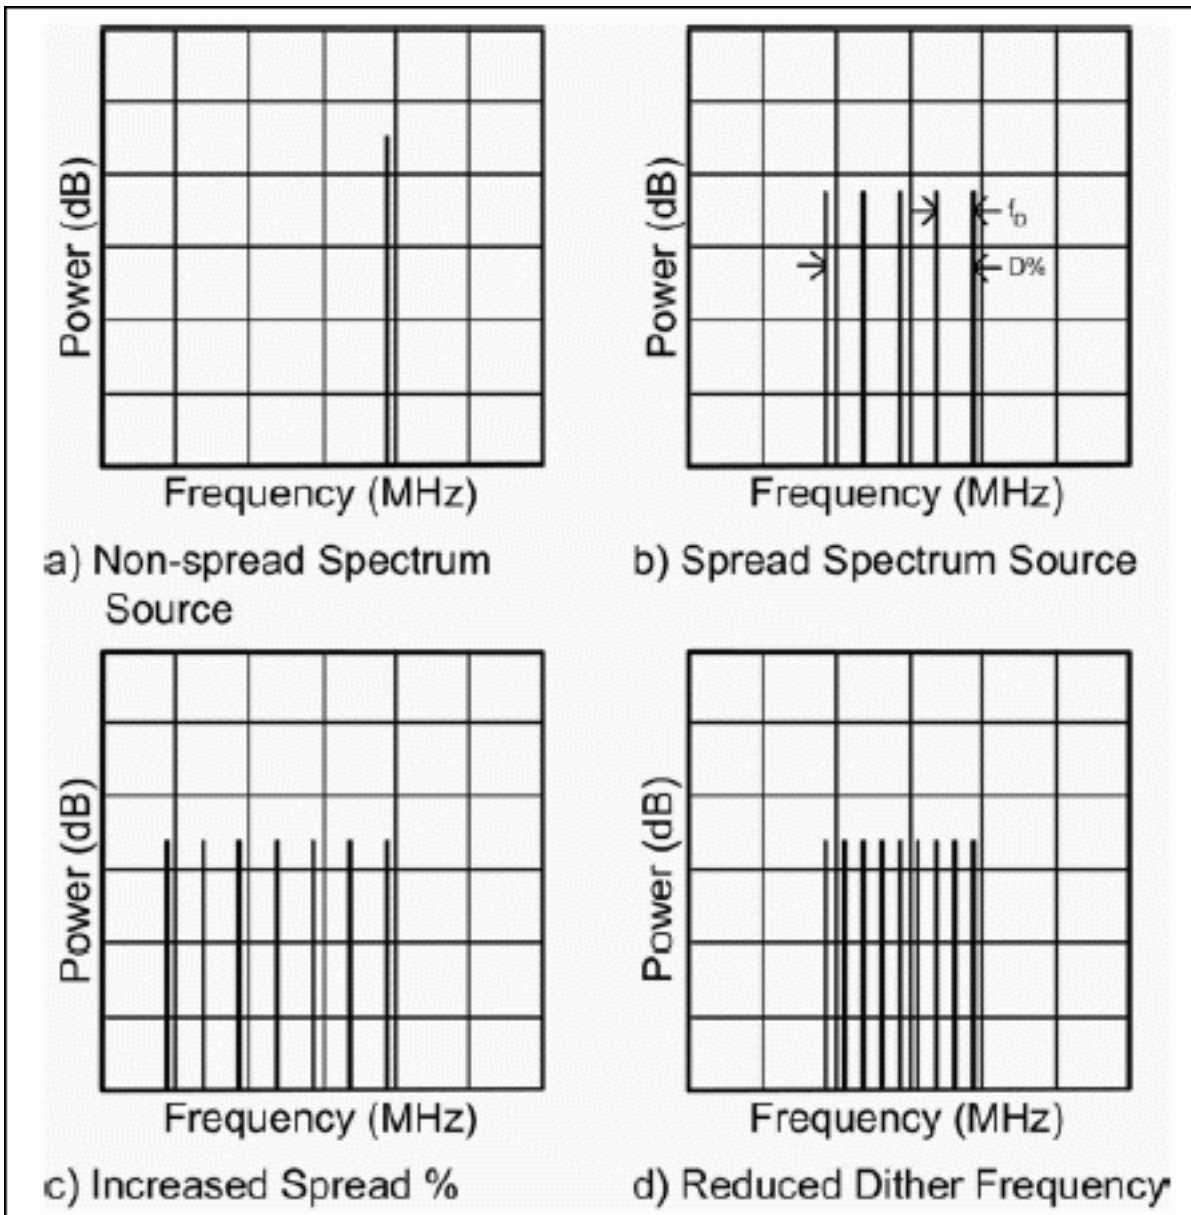 Power (dB)
Frequency (MHz)
a) Non-spread Spectrum
Source
Power (dB)
f_D
D%
Frequency (MHz)
b) Spread Spectrum Source
Power (dB)
Frequency (MHz)
c) Increased Spread %
Power (dB)
Frequency (MHz)
d) Reduced Dither Frequency